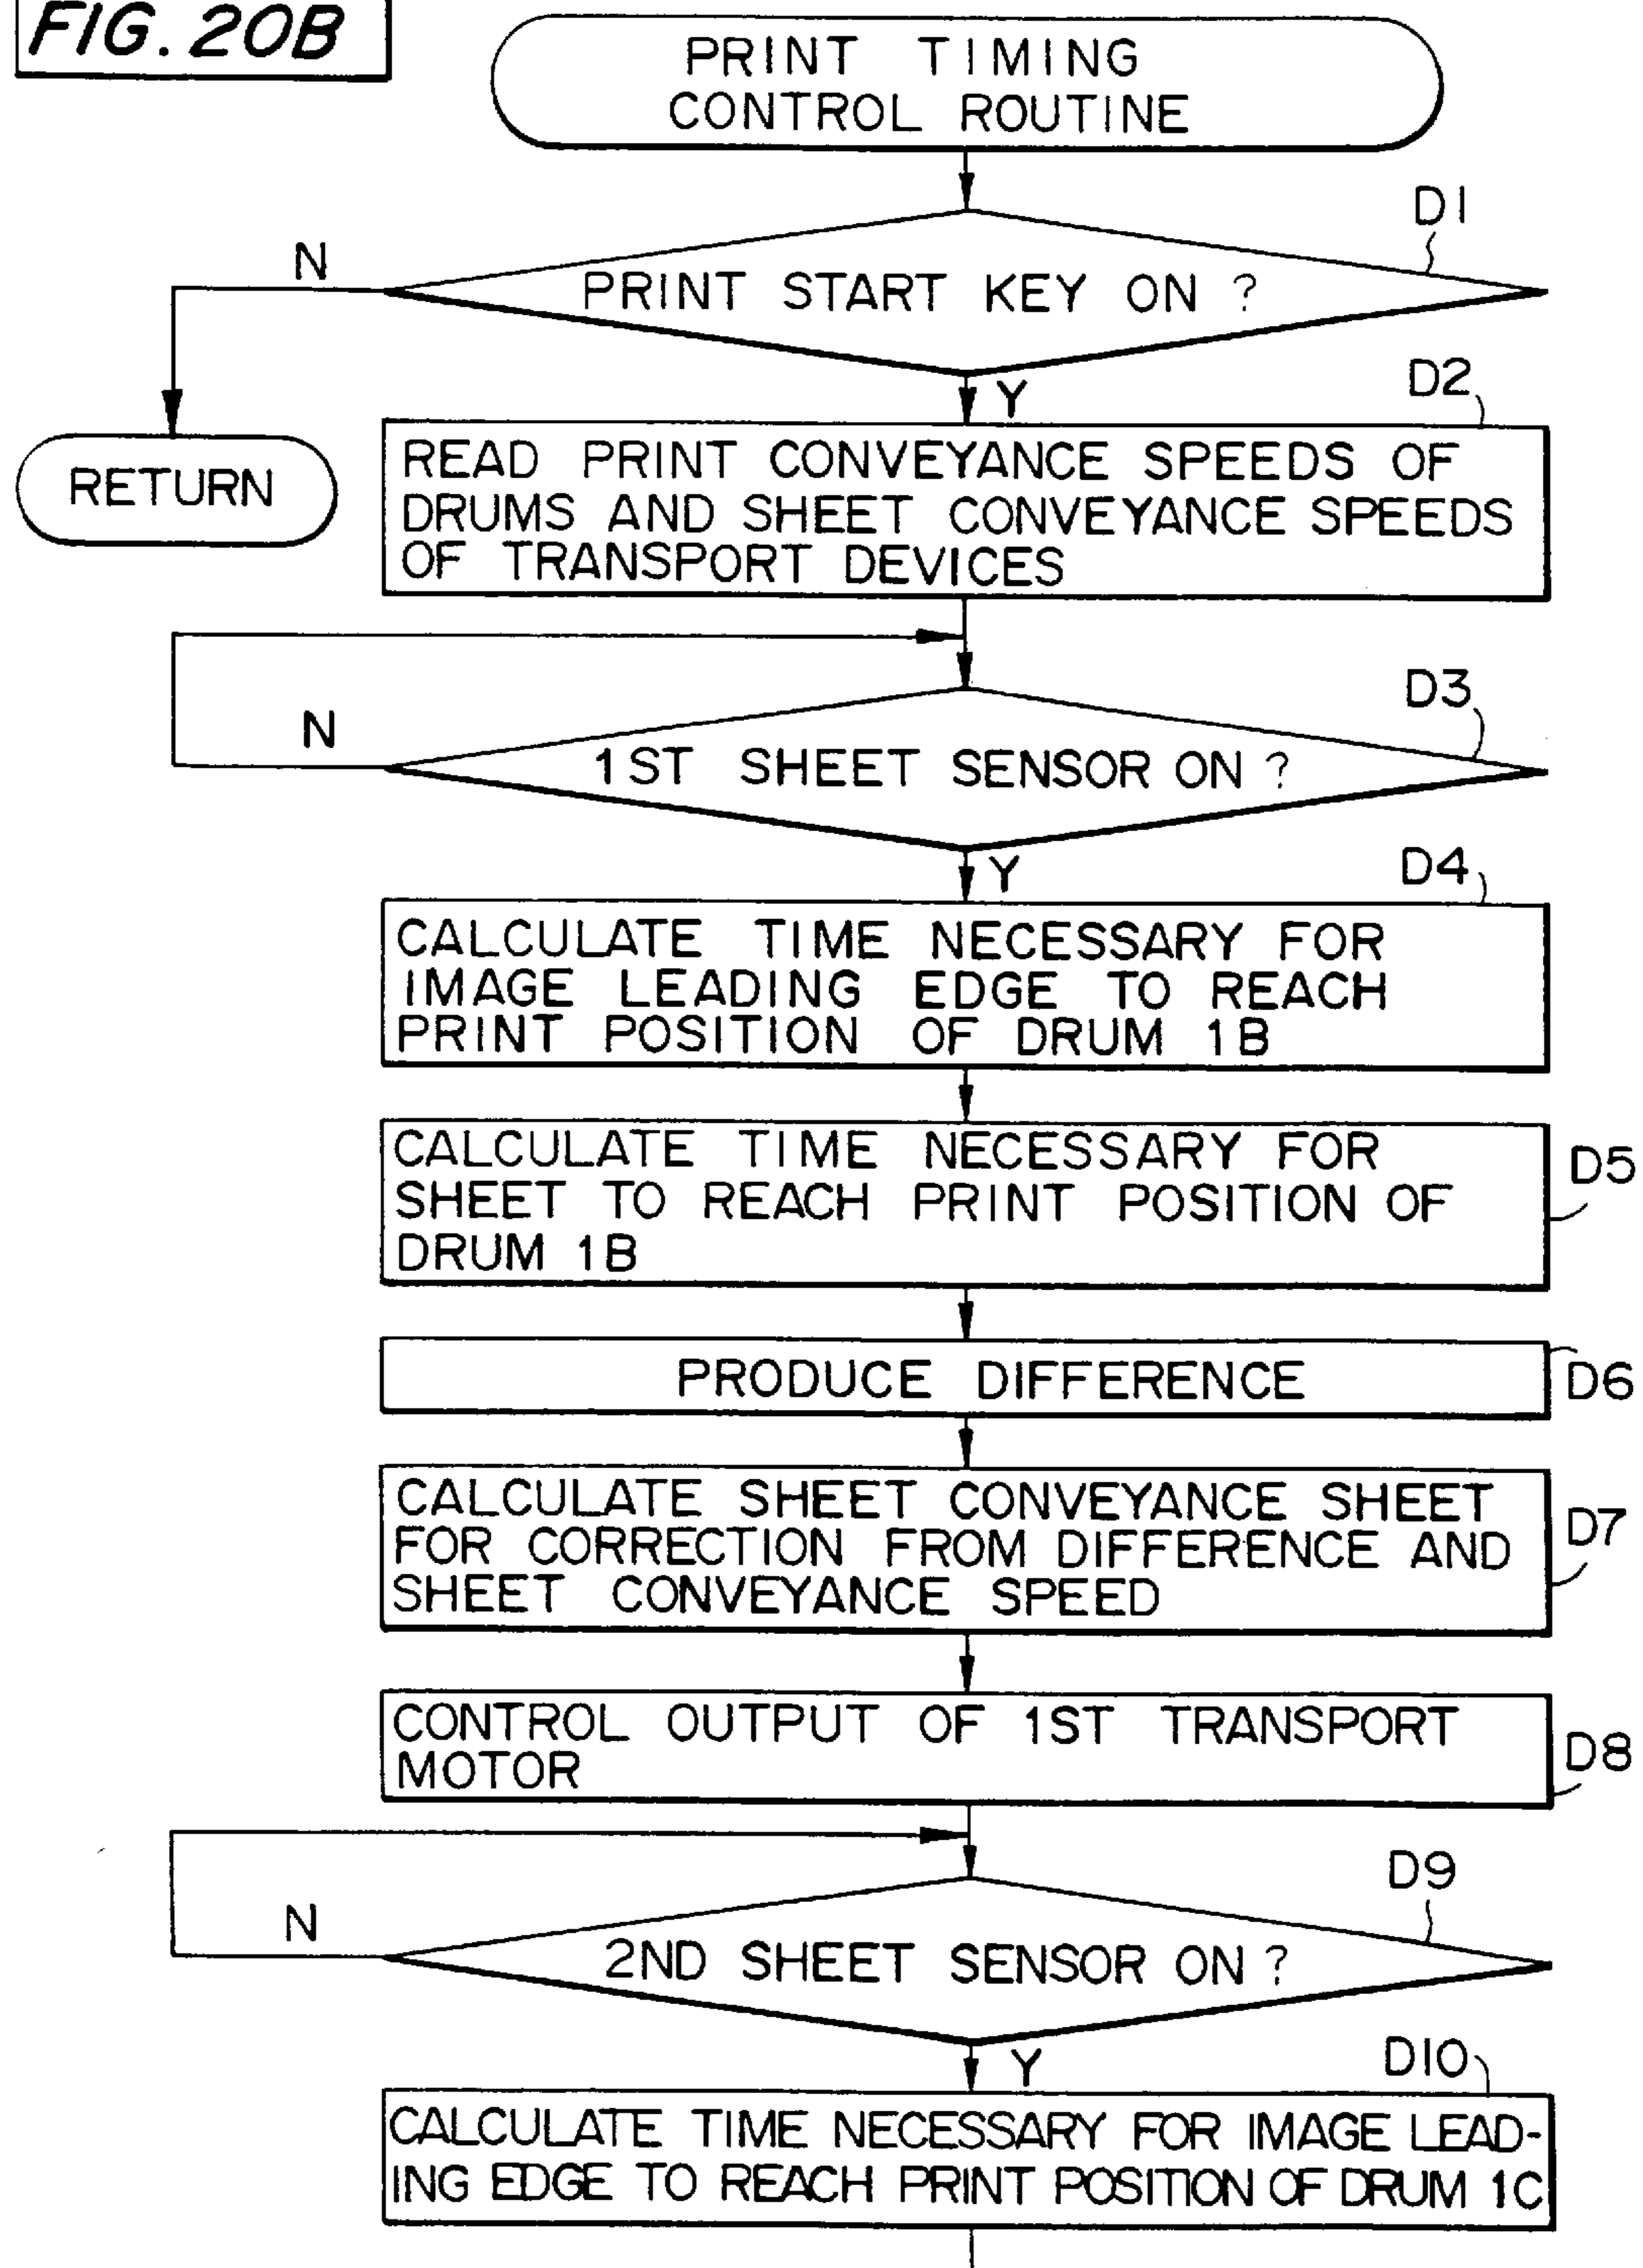 FIG. 20B
PRINT TIMING
CONTROL ROUTINE
D1
N
PRINT START KEY ON ?
Y
D2
RETURN
READ PRINT CONVEYANCE SPEEDS OF
DRUMS AND SHEET CONVEYANCE SPEEDS
OF TRANSPORT DEVICES
D3
N
1ST SHEET SENSOR ON ?
Y
D4
CALCULATE TIME NECESSARY FOR
IMAGE LEADING EDGE TO REACH
PRINT POSITION OF DRUM 1B
CALCULATE TIME NECESSARY FOR
SHEET TO REACH PRINT POSITION OF
DRUM 1B
D5
PRODUCE DIFFERENCE
D6
CALCULATE SHEET CONVEYANCE SHEET
FOR CORRECTION FROM DIFFERENCE AND
SHEET CONVEYANCE SPEED
D7
CONTROL OUTPUT OF 1ST TRANSPORT
MOTOR
D8
D9
N
2ND SHEET SENSOR ON ?
Y
D10
CALCULATE TIME NECESSARY FOR IMAGE LEAD-
ING EDGE TO REACH PRINT POSITION OF DRUM 1C